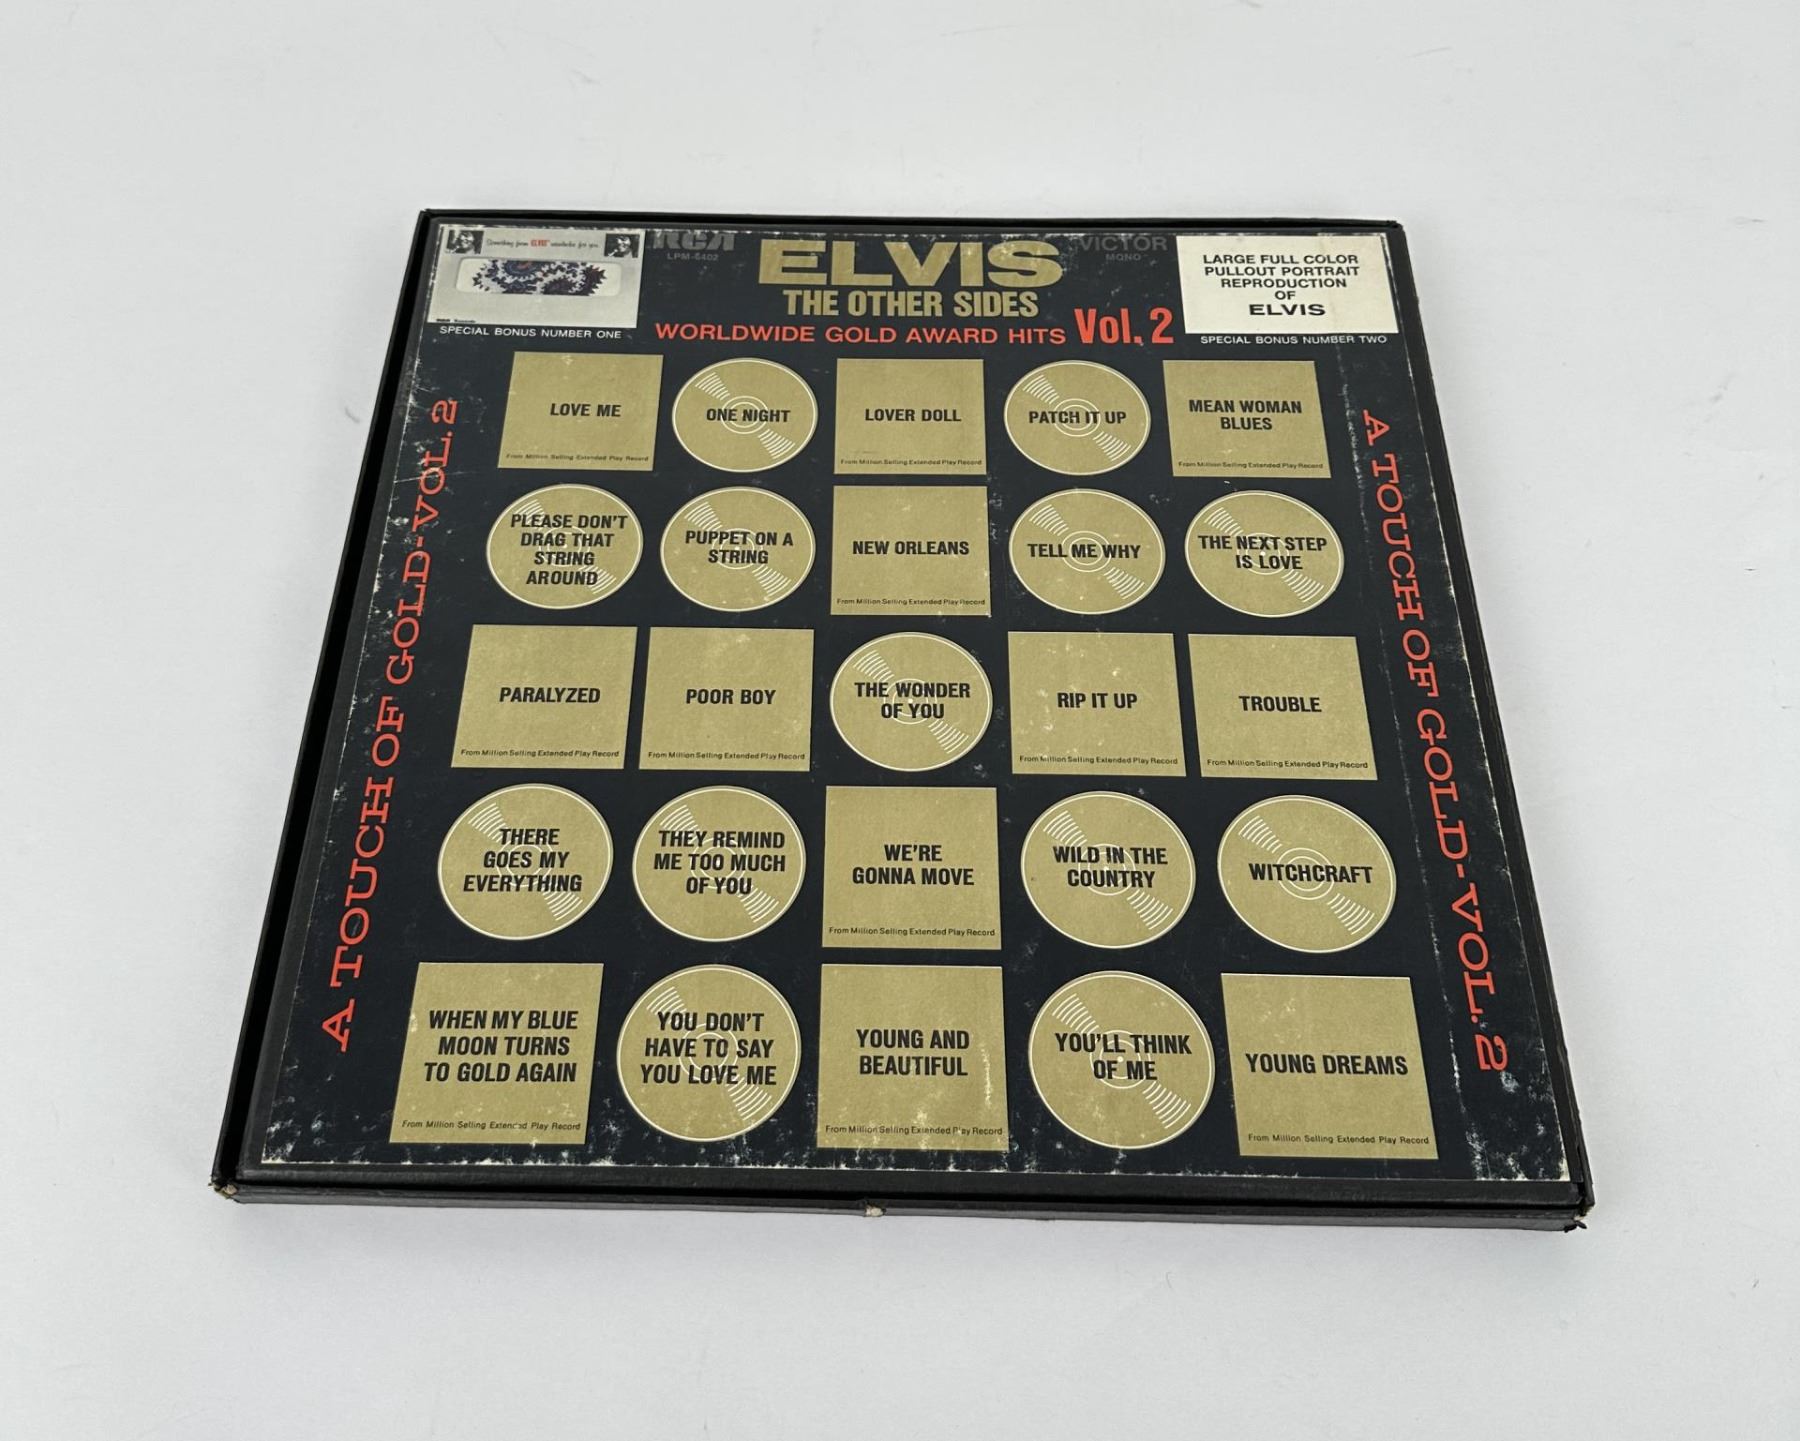 Something from ELVIS' wardrobe for you.
SPECIAL BONUS NUMBER ONE
RCA
LPM-6402
ELVIS
VICTOR
MONO
THE OTHER SIDES
WORLDWIDE GOLD AWARD HITS Vol. 2
LARGE FULL COLOR
PULLOUT PORTRAIT
REPRODUCTION
OF
ELVIS
SPECIAL BONUS NUMBER TWO
A TOUCH OF GOLD-VOL. 2
LOVE ME
From Million Selling Extended Play Record
ONE NIGHT
LOVER DOLL
From Million Selling Extended Play Record
PATCH IT UP
MEAN WOMAN
BLUES
From Million Selling Extended Play Record
PLEASE DON'T
DRAG THAT
STRING
AROUND
PUPPET ON A
STRING
NEW ORLEANS
From Million Selling Extended Play Record
TELL ME WHY
THE NEXT STEP
IS LOVE
PARALYZED
From Million Selling Extended Play Record
POOR BOY
From Million Selling Extended Play Record
THE WONDER
OF YOU
RIP IT UP
From Million Selling Extended Play Record
TROUBLE
From Million Selling Extended Play Record
THERE
GOES MY
EVERYTHING
THEY REMIND
ME TOO MUCH
OF YOU
WE'RE
GONNA MOVE
From Million Selling Extended Play Record
WILD IN THE
COUNTRY
WITCHCRAFT
WHEN MY BLUE
MOON TURNS
TO GOLD AGAIN
From Million Selling Extended Play Record
YOU DON'T
HAVE TO SAY
YOU LOVE ME
YOUNG AND
BEAUTIFUL
From Million Selling Extended Play Record
YOU'LL THINK
OF ME
YOUNG DREAMS
From Million Selling Extended Play Record
A TOUCH OF GOLD-VOL. 2